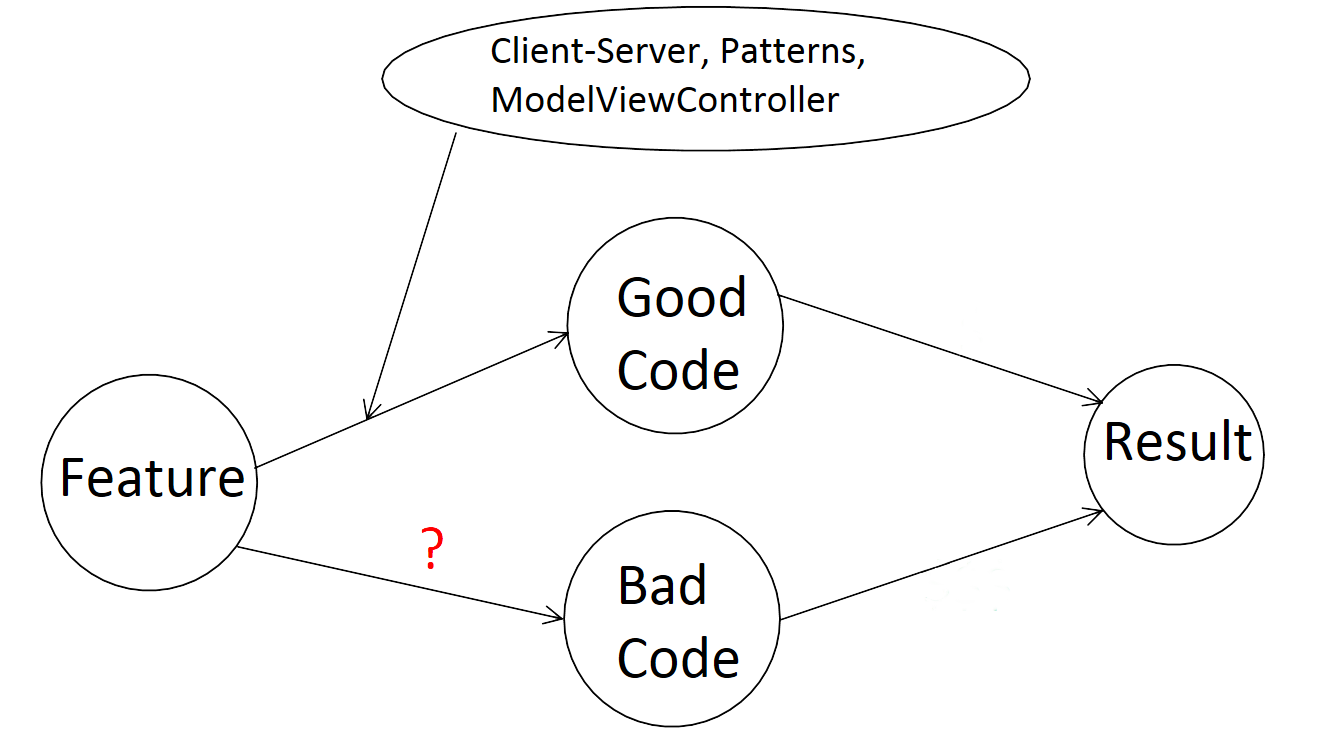 Client-Server, Patterns,
ModelViewController
Good
Code
Feature
Result
?
Bad
Code